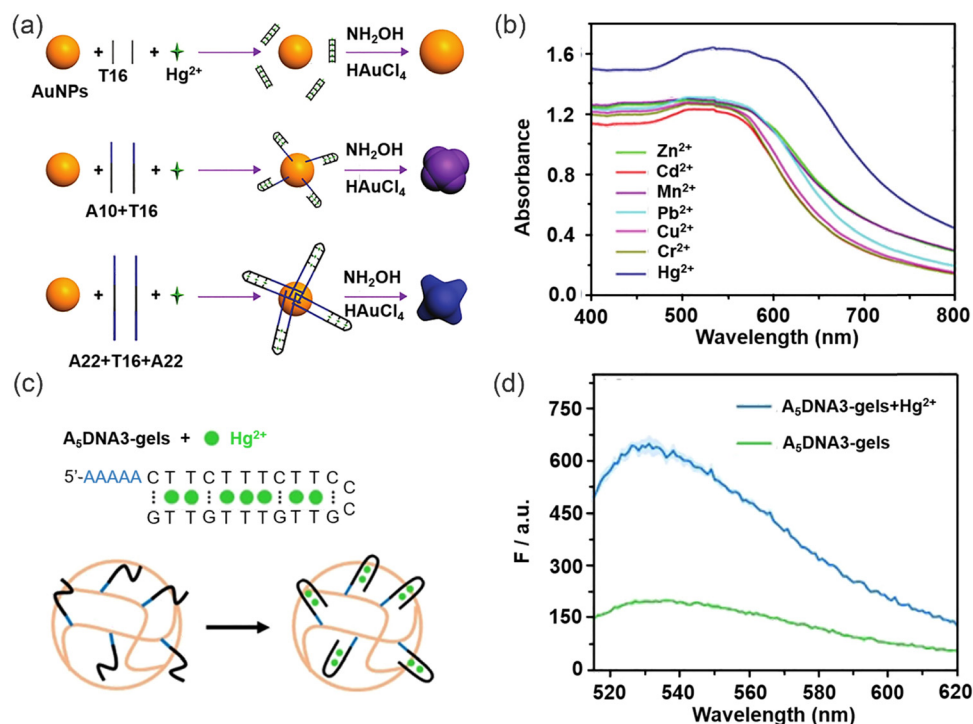 (a)
AuNPs
+
T16
+
Hg²⁺
NH₂OH
HAuCl₄
+
A10+T16
+
NH₂OH
HAuCl₄
+
A22+T16+A22
+
NH₂OH
HAuCl₄
(b)
Absorbance
1.6
1.2
0.8
0.4
0.0
Zn²⁺
Cd²⁺
Mn²⁺
Pb²⁺
Cu²⁺
Cr²⁺
Hg²⁺
400 500 600 700 800
Wavelength (nm)
(c)
A₅DNA3-gels + Hg²⁺
5'-AAAAA C T T C T T T C T T C
C
C
C
G T T G T T T G T T G
(d)
F / a.u.
750
600
450
300
150
0
A₅DNA3-gels+Hg²⁺
A₅DNA3-gels
520 540 560 580 600 620
Wavelength (nm)